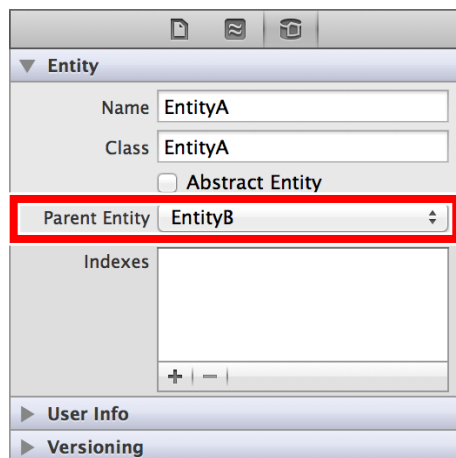 Entity
Name EntityA
Class EntityA
Abstract Entity
Parent Entity EntityB
Indexes
User Info
Versioning